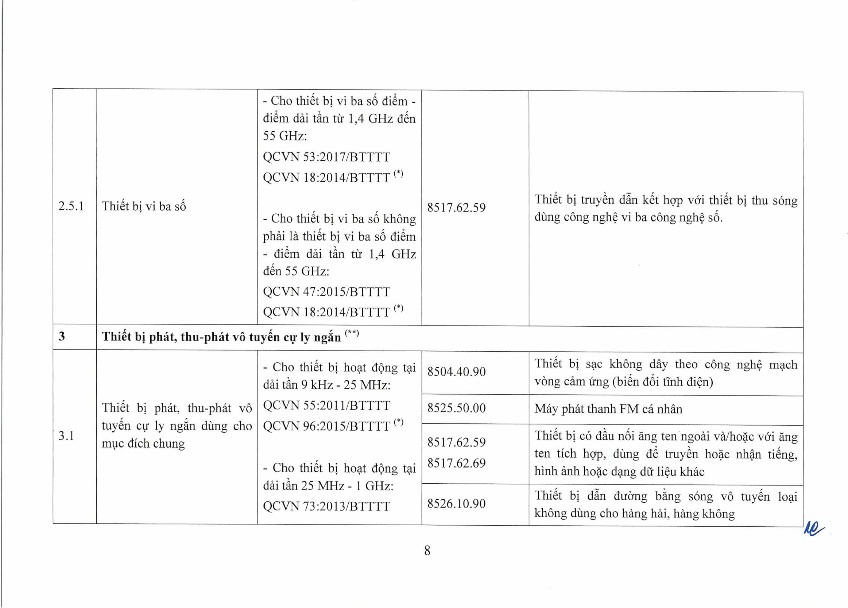 - Cho thiết bị vi ba số điểm -
điểm dải tần từ 1,4 GHz đến
55 GHz:
QCVN 53:2017/BTTTT
QCVN 18:2014/BTTTT (*)
2.5.1
Thiết bị vi ba số
- Cho thiết bị vi ba số không
phải là thiết bị vi ba số điểm
- điểm dải tần từ 1,4 GHz
đến 55 GHz:
QCVN 47:2015/BTTTT
QCVN 18:2014/BTTTT (*)
8517.62.59
Thiết bị truyền dẫn kết hợp với thiết bị thu sóng
dùng công nghệ vi ba công nghệ số.
3
Thiết bị phát, thu-phát vô tuyến cự ly ngắn (**)
3.1
Thiết bị phát, thu-phát vô
tuyến cự ly ngắn dùng cho
mục đích chung
- Cho thiết bị hoạt động tại
dải tần 9 kHz - 25 MHz:
QCVN 55:2011/BTTTT
QCVN 96:2015/BTTTT (*)
- Cho thiết bị hoạt động tại
dải tần 25 MHz - 1 GHz:
QCVN 73:2013/BTTTT
8504.40.90
Thiết bị sạc không dây theo công nghệ mạch
vòng cảm ứng (biến đổi tĩnh điện)
8525.50.00
Máy phát thanh FM cá nhân
8517.62.59
8517.62.69
Thiết bị có đầu nối ăng ten ngoài và/hoặc với ăng
ten tích hợp, dùng để truyền hoặc nhận tiếng,
hình ảnh hoặc dạng dữ liệu khác
8526.10.90
Thiết bị dẫn đường bằng sóng vô tuyến loại
không dùng cho hàng hải, hàng không
8